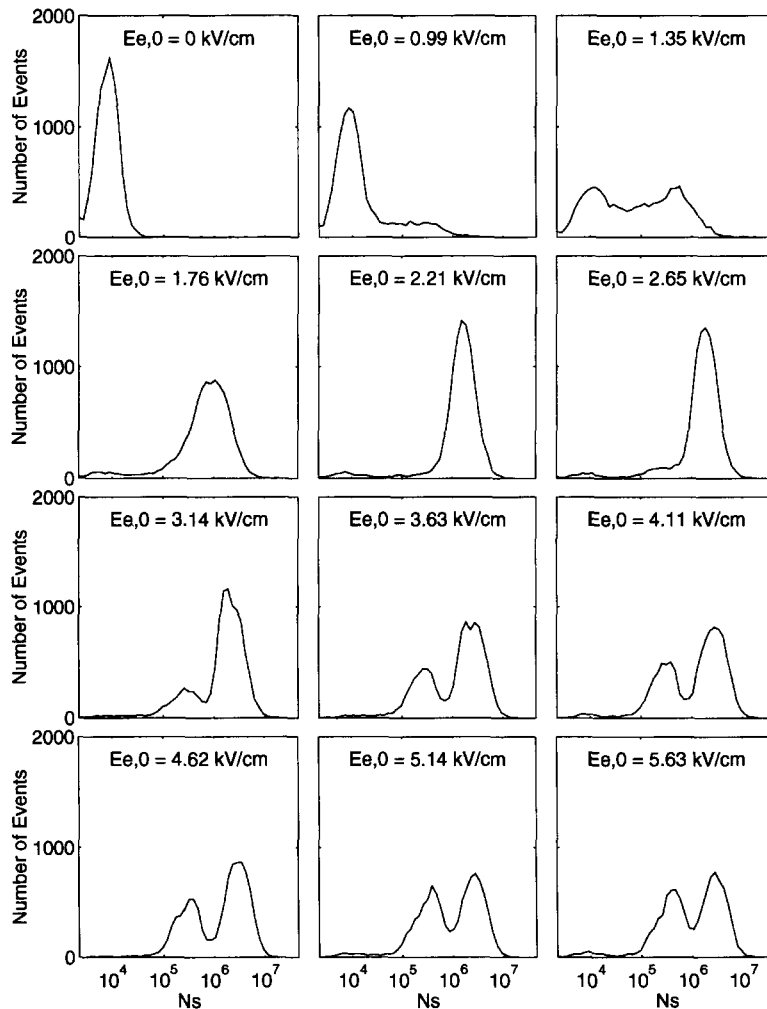 2000
Ee,0 = 0 kV/cm
Ee,0 = 0.99 kV/cm
Ee,0 = 1.35 kV/cm
Number of Events
1000
0
2000
Ee,0 = 1.76 kV/cm
Ee,0 = 2.21 kV/cm
Ee,0 = 2.65 kV/cm
Number of Events
1000
0
2000
Ee,0 = 3.14 kV/cm
Ee,0 = 3.63 kV/cm
Ee,0 = 4.11 kV/cm
Number of Events
1000
0
2000
Ee,0 = 4.62 kV/cm
Ee,0 = 5.14 kV/cm
Ee,0 = 5.63 kV/cm
Number of Events
1000
0
10^4 10^5 10^6 10^7
10^4 10^5 10^6 10^7
10^4 10^5 10^6 10^7
Ns
Ns
Ns